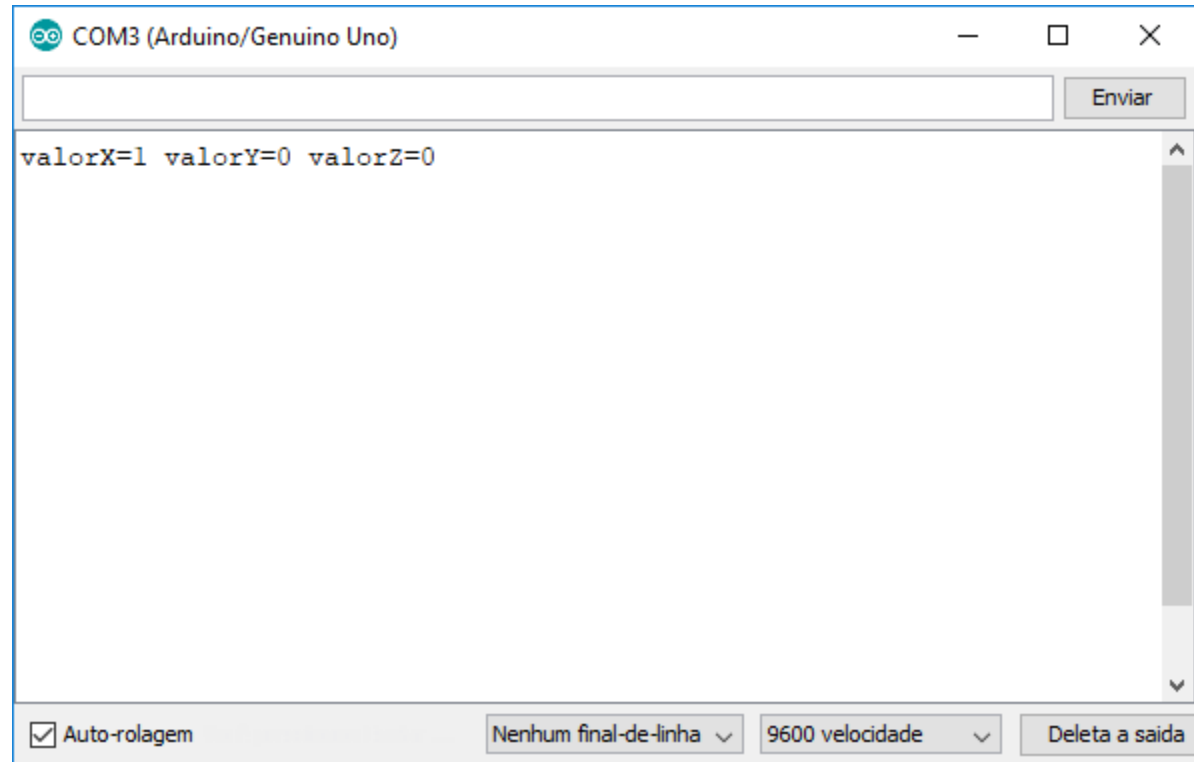 COM3 (Arduino/Genuino Uno)
Enviar
valorX=1 valorY=0 valorZ=0
Auto-rolagem
Nenhum final-de-linha
9600 velocidade
Deleta a saida